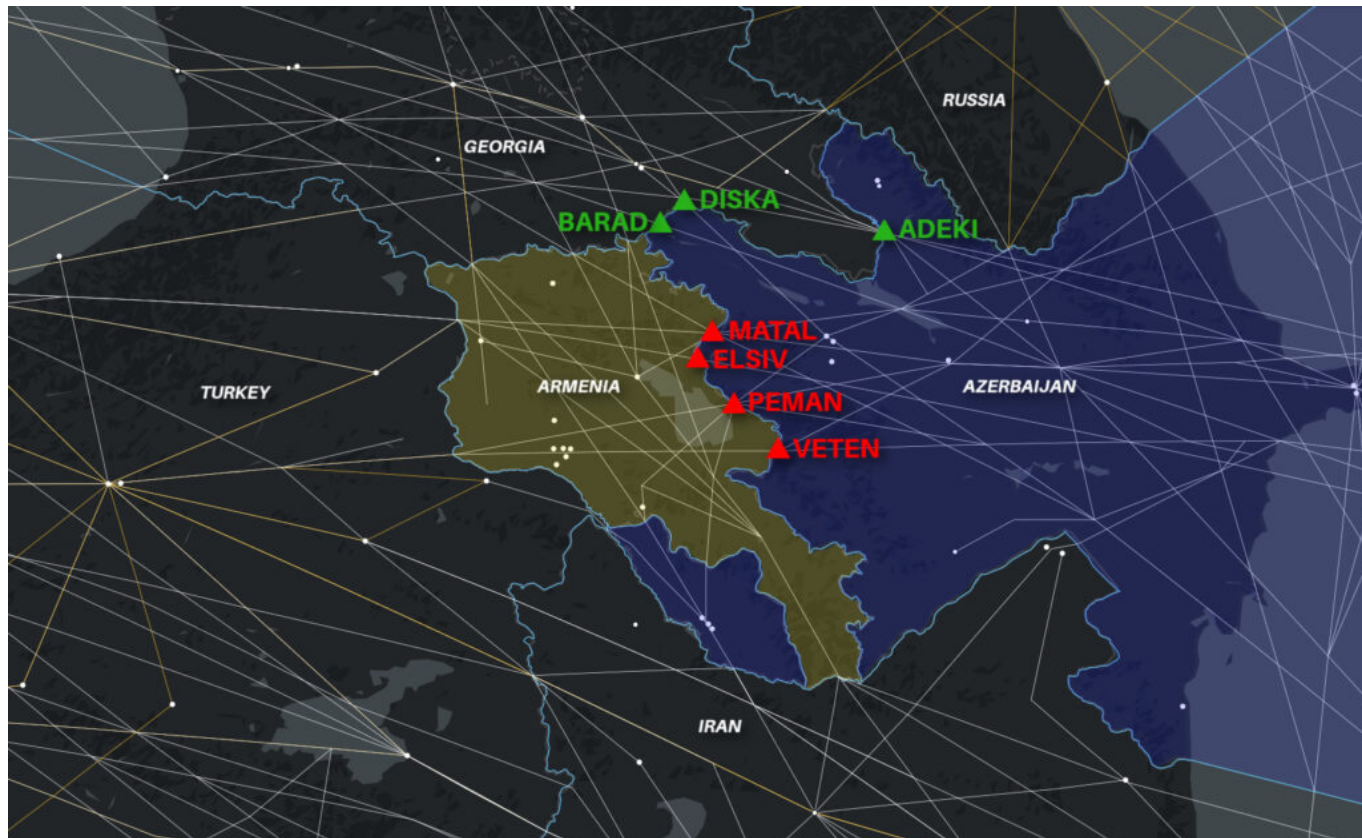 RUSSIA
GEORGIA
DISKA
BARAD
ADEKI
MATAL
ELSIV
TURKEY
ARMENIA
AZERBAIJAN
PEMAN
VETEN
IRAN